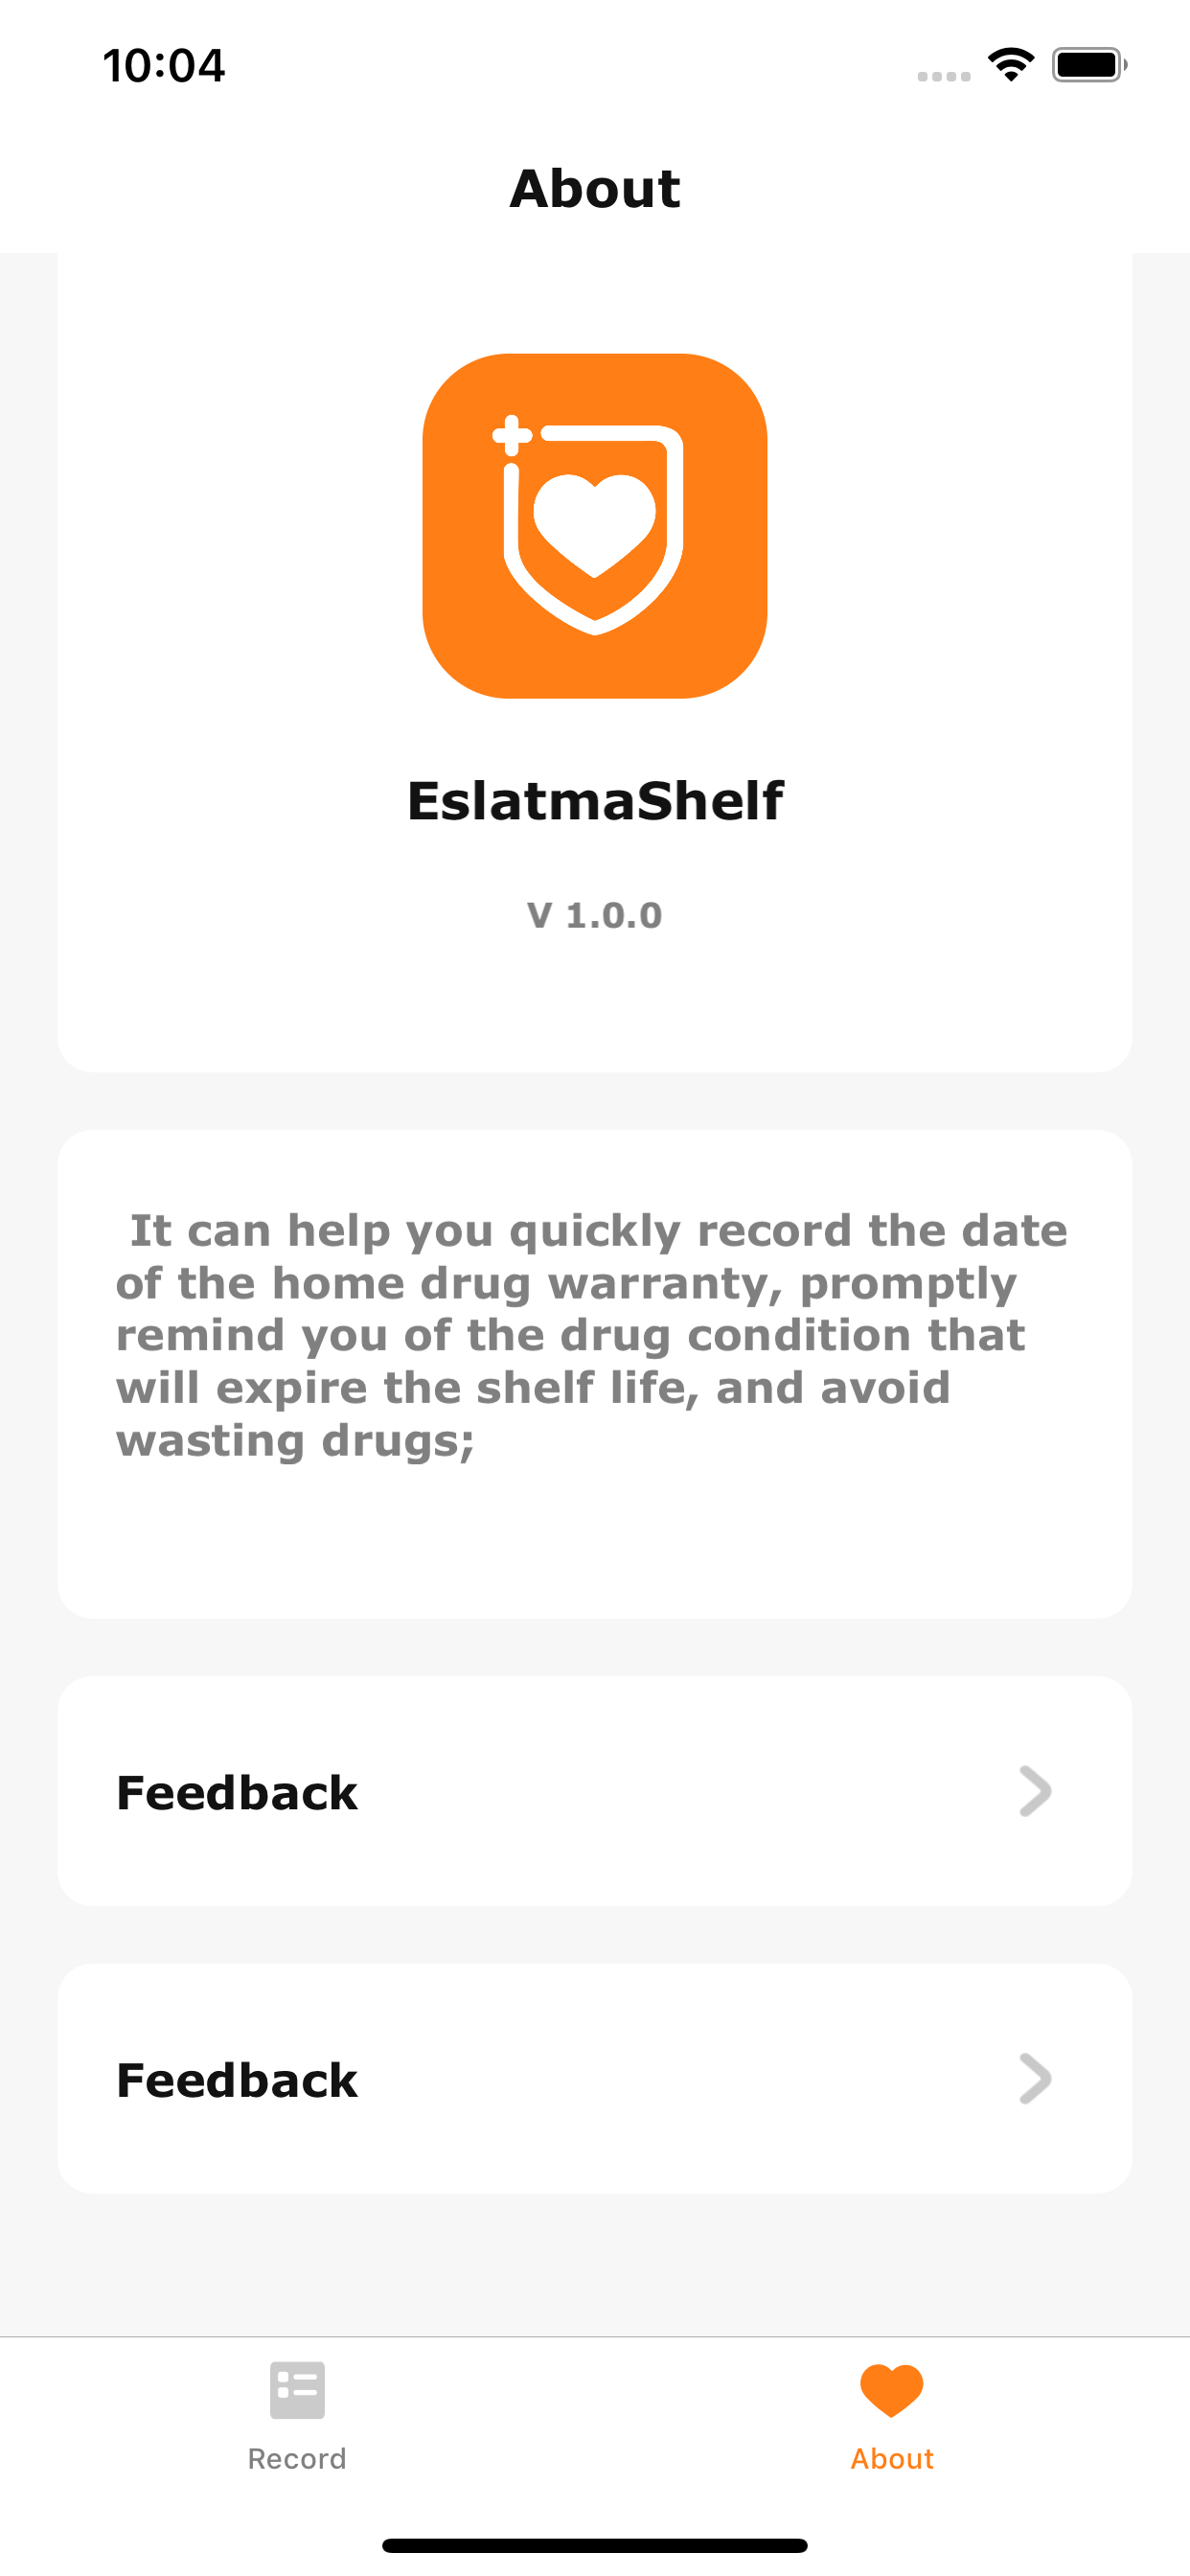 10:04
About
EslatmaShelf
V 1.0.0
It can help you quickly record the date
of the home drug warranty, promptly
remind you of the drug condition that
will expire the shelf life, and avoid
wasting drugs;
Feedback
Feedback
Record
About